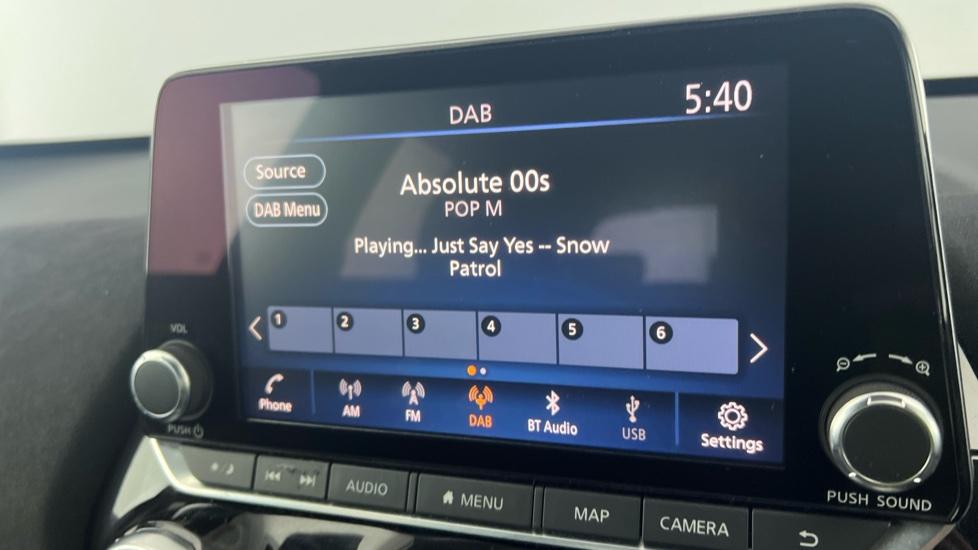 DAB
5:40
Source
Absolute 00s
DAB Menu
POP M
Playing... Just Say Yes -- Snow
Patrol
1 2 3 4 5 6
VOL
PUSH
Phone
AM
FM
DAB
BT Audio
USB
Settings
PUSH SOUND
AUDIO
MENU
MAP
CAMERA